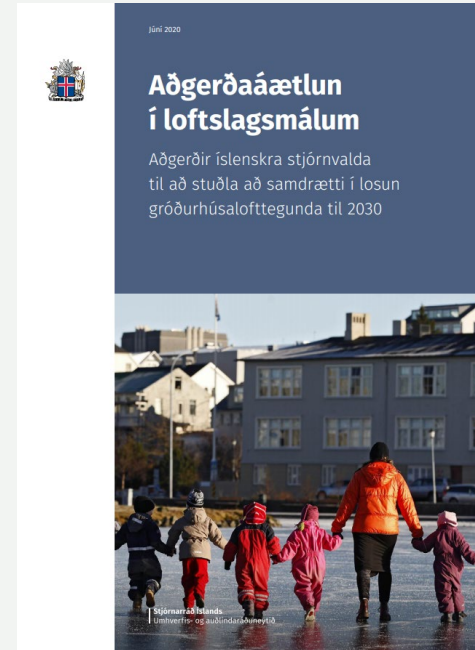 Júní 2020
Aðgerðaáætlun
í loftslagsmálum
Aðgerðir íslenskra stjórnvalda
til að stuðla að samdrætti í losun
gróðurhúsalofttegunda til 2030
Stjórnarráð Íslands
Umhverfis- og auðlindaráðuneytið